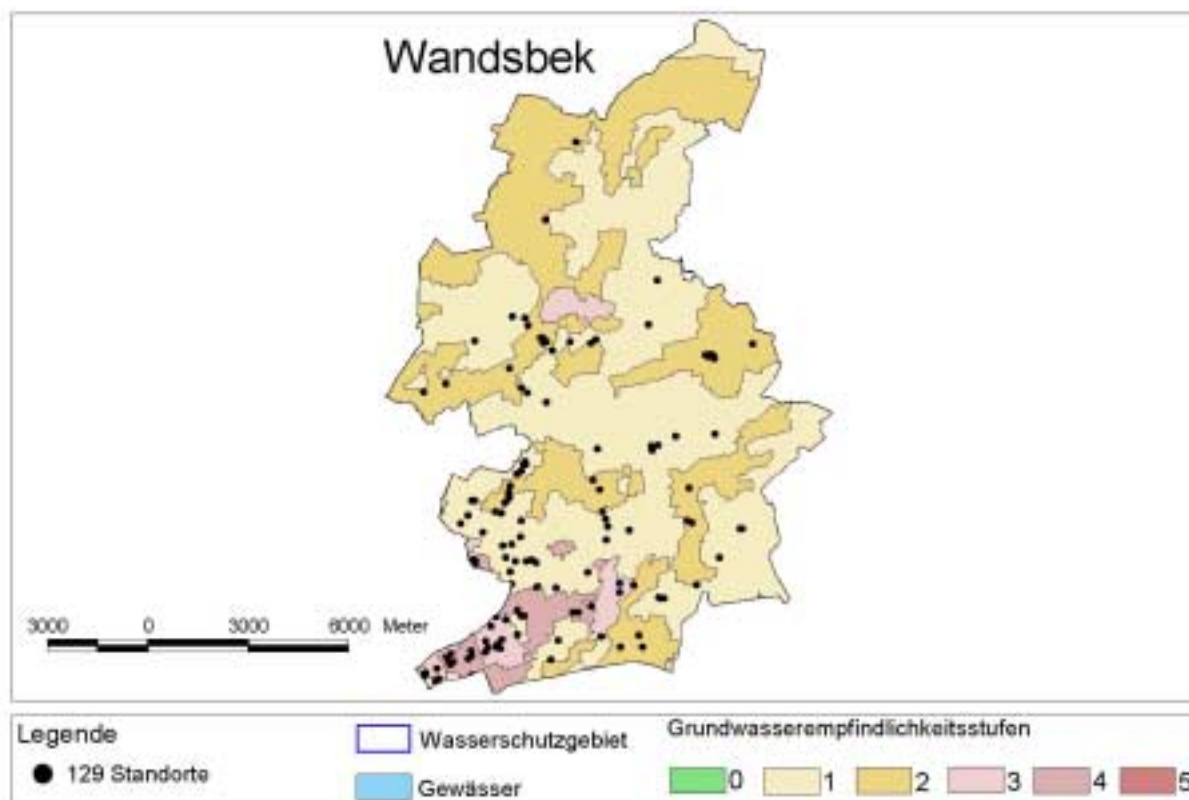 Wandsbek
3000 0 3000 6000 Meter
Legende
129 Standorte
Wasserschutzgebiet
Gewässer
Grundwasserempfindlichkeitsstufen
0 1 2 3 4 5